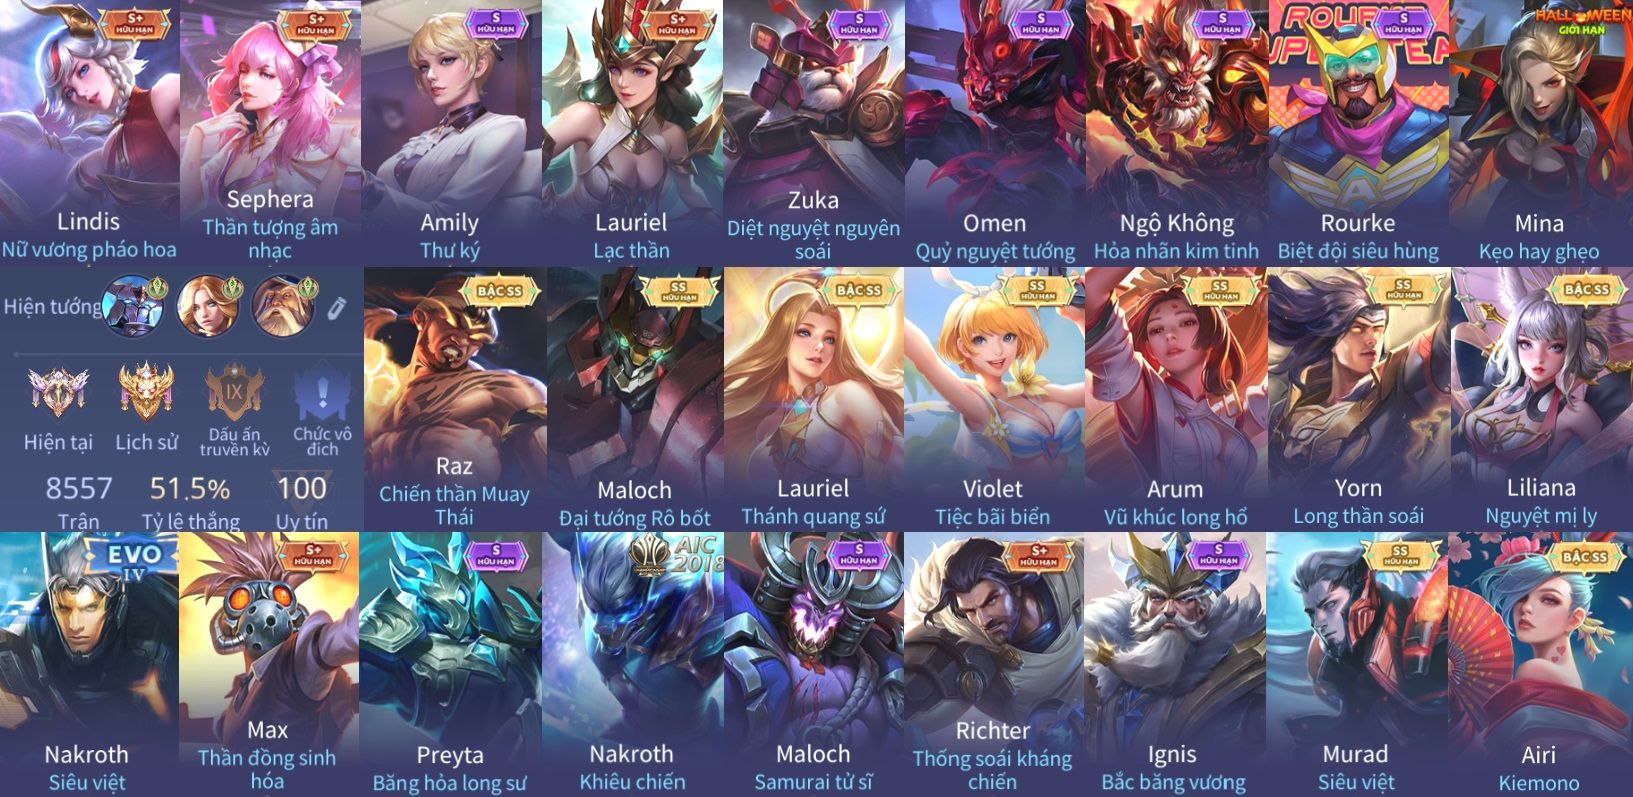 S+
HỮU HẠN
Lindis
Nữ vương pháo hoa
S+
HỮU HẠN
Sephera
Thần tượng âm
nhạc
S
HỮU HẠN
Amily
Thư ký
S+
HỮU HẠN
Lauriel
Lạc thần
S
HỮU HẠN
Zuka
Diệt nguyệt nguyên
soái
S
HỮU HẠN
Omen
Quỷ nguyệt tướng
S
HỮU HẠN
Ngộ Không
Hỏa nhãn kim tinh
ROURKE
S
HỮU HẠN
Rourke
Biệt đội siêu hùng
HALLOWEEN
GIỚI HẠN
Mina
Kẹo hay ghẹo
Hiện tướng
Hiện tại
Lịch sử
IX
Dấu ấn
truyền kỳ
Chức vô
địch
8557
Trận
51.5%
Tỷ lệ thắng
100
Uy tín
BẬC SS
Raz
Chiến thần Muay
Thái
SS
HỮU HẠN
Maloch
Đại tướng Rô bốt
BẬC SS
Lauriel
Thánh quang sứ
SS
HỮU HẠN
Violet
Tiệc bãi biển
SS
HỮU HẠN
Arum
Vũ khúc long hổ
SS
HỮU HẠN
Yorn
Long thần soái
BẬC SS
Liliana
Nguyệt mị ly
EVO
IV
Nakroth
Siêu việt
S+
HỮU HẠN
Max
Thần đồng sinh
hóa
S
HỮU HẠN
Preyta
Băng hỏa long sư
AIC
2018
Nakroth
Khiêu chiến
S
HỮU HẠN
Maloch
Samurai tử sĩ
S+
HỮU HẠN
Richter
Thống soái kháng
chiến
S
HỮU HẠN
Ignis
Bắc băng vương
SS
HỮU HẠN
Murad
Siêu việt
BẬC SS
Airi
Kiemono